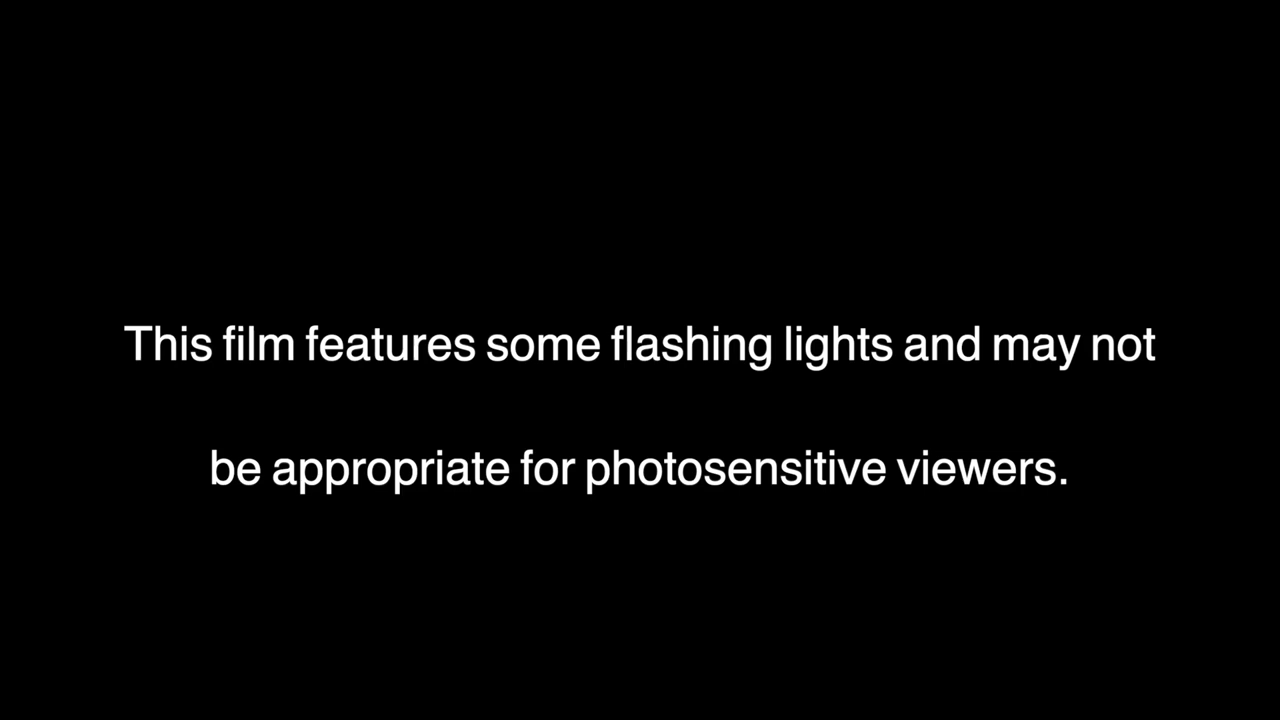 This film features some flashing lights and may not
be appropriate for photosensitive viewers.